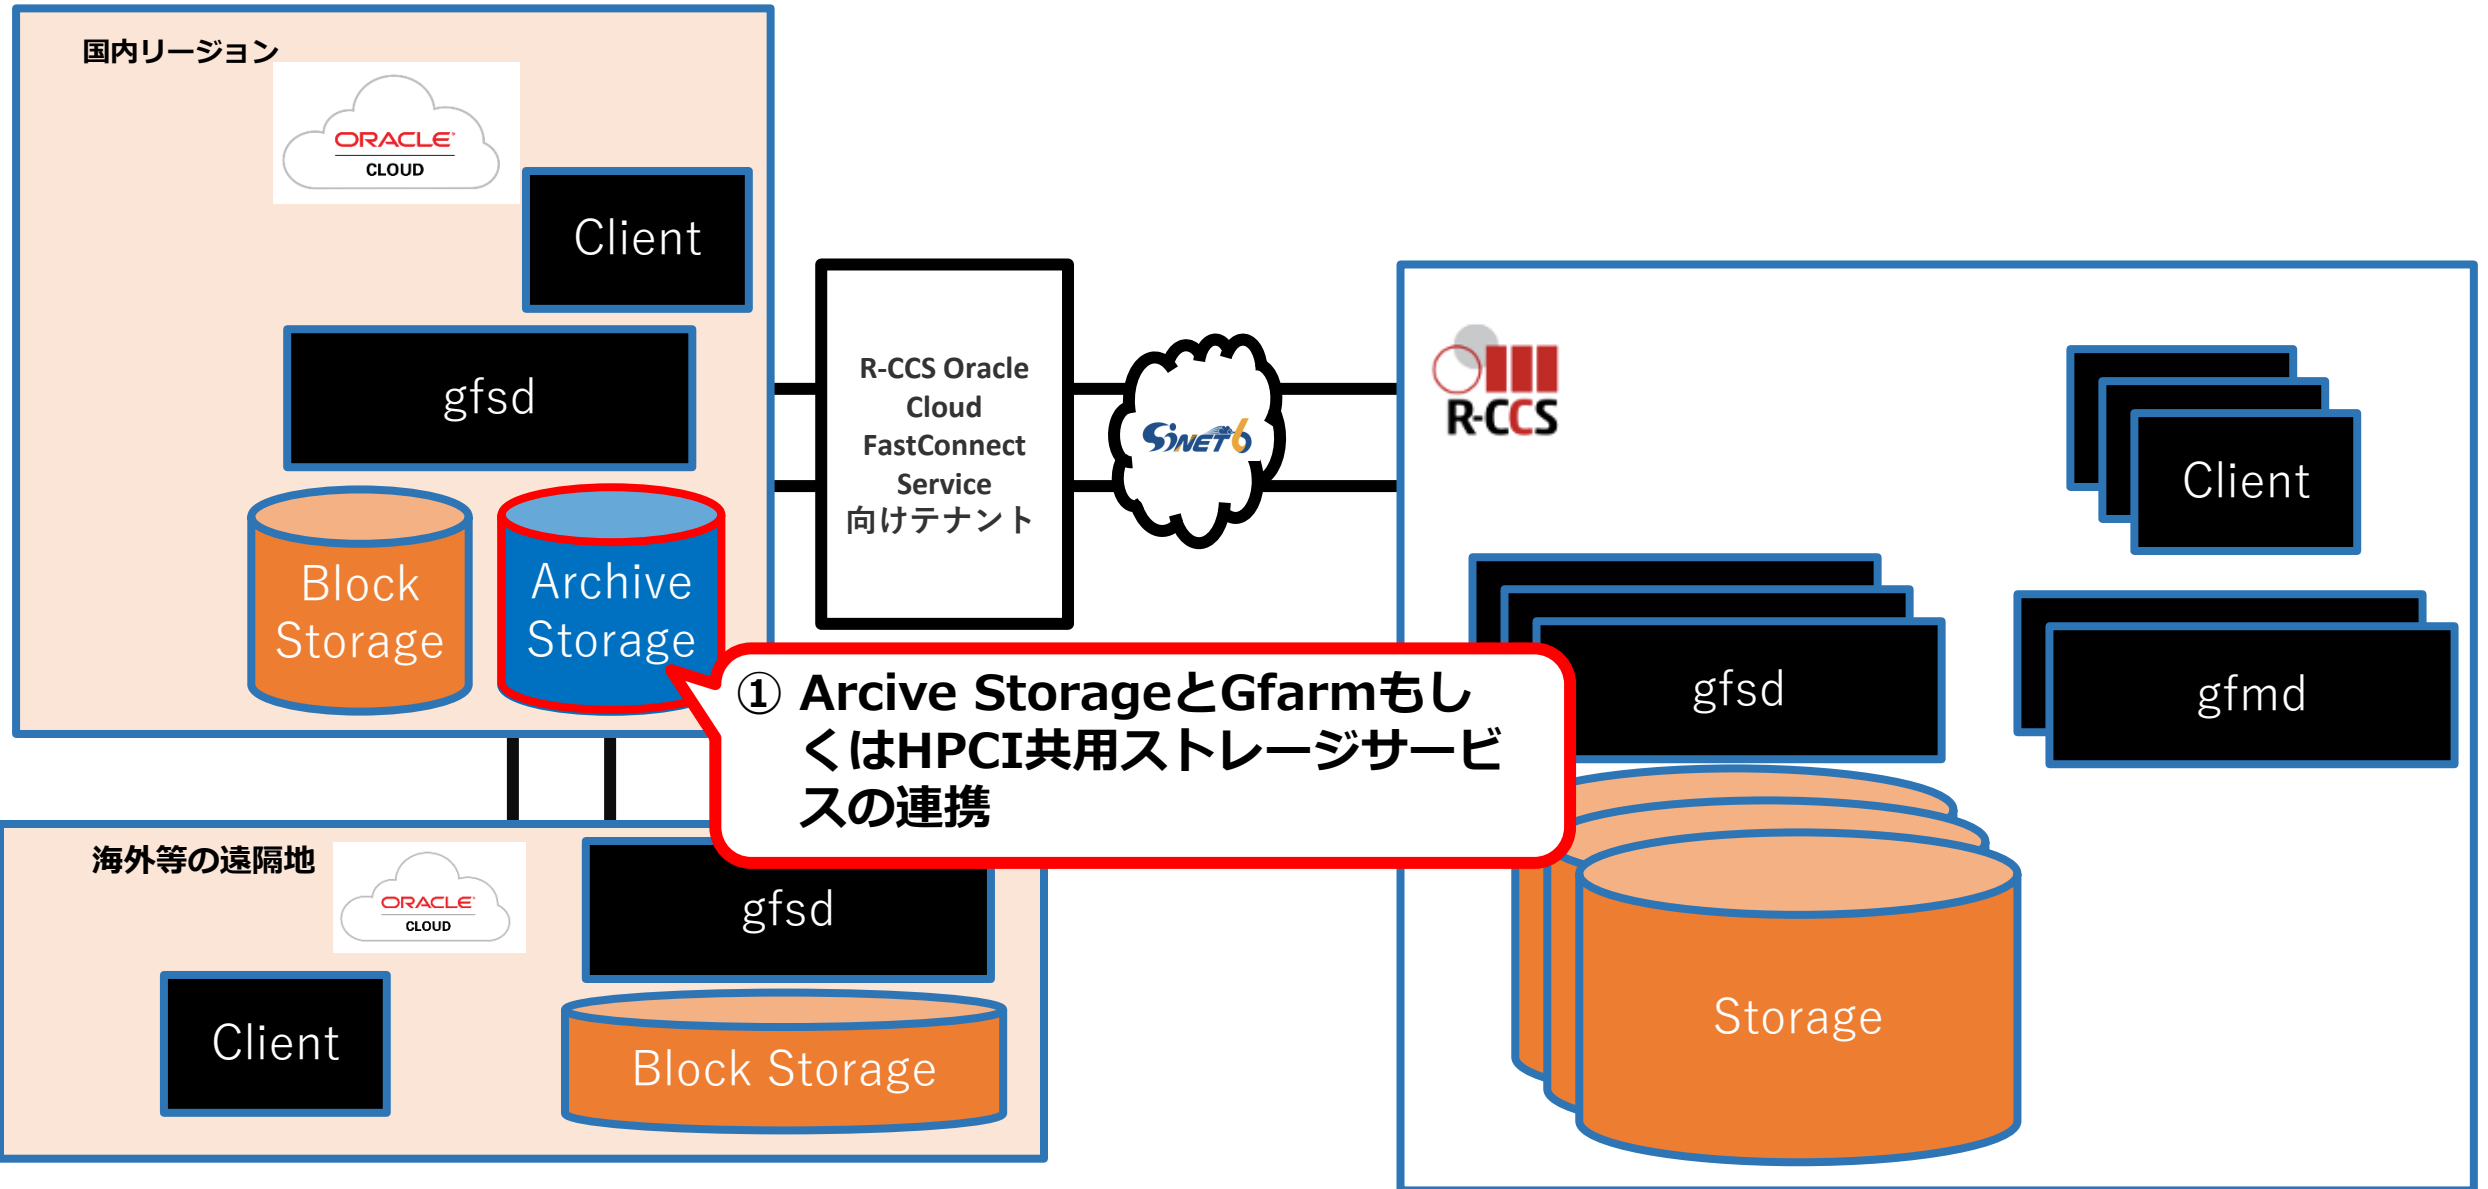 国内リージョン
ORACLE
CLOUD
Client
gfsd
Block
Storage
Archive
Storage
R-CCS Oracle
Cloud
FastConnect
Service
向けテナント
SINET6
R-CCS
Client
gfsd
gfmd
Storage
① Arcive StorageとGfarmもし
くはHPCI共用ストレージサービ
スの連携
海外等の遠隔地
ORACLE
CLOUD
gfsd
Client
Block Storage